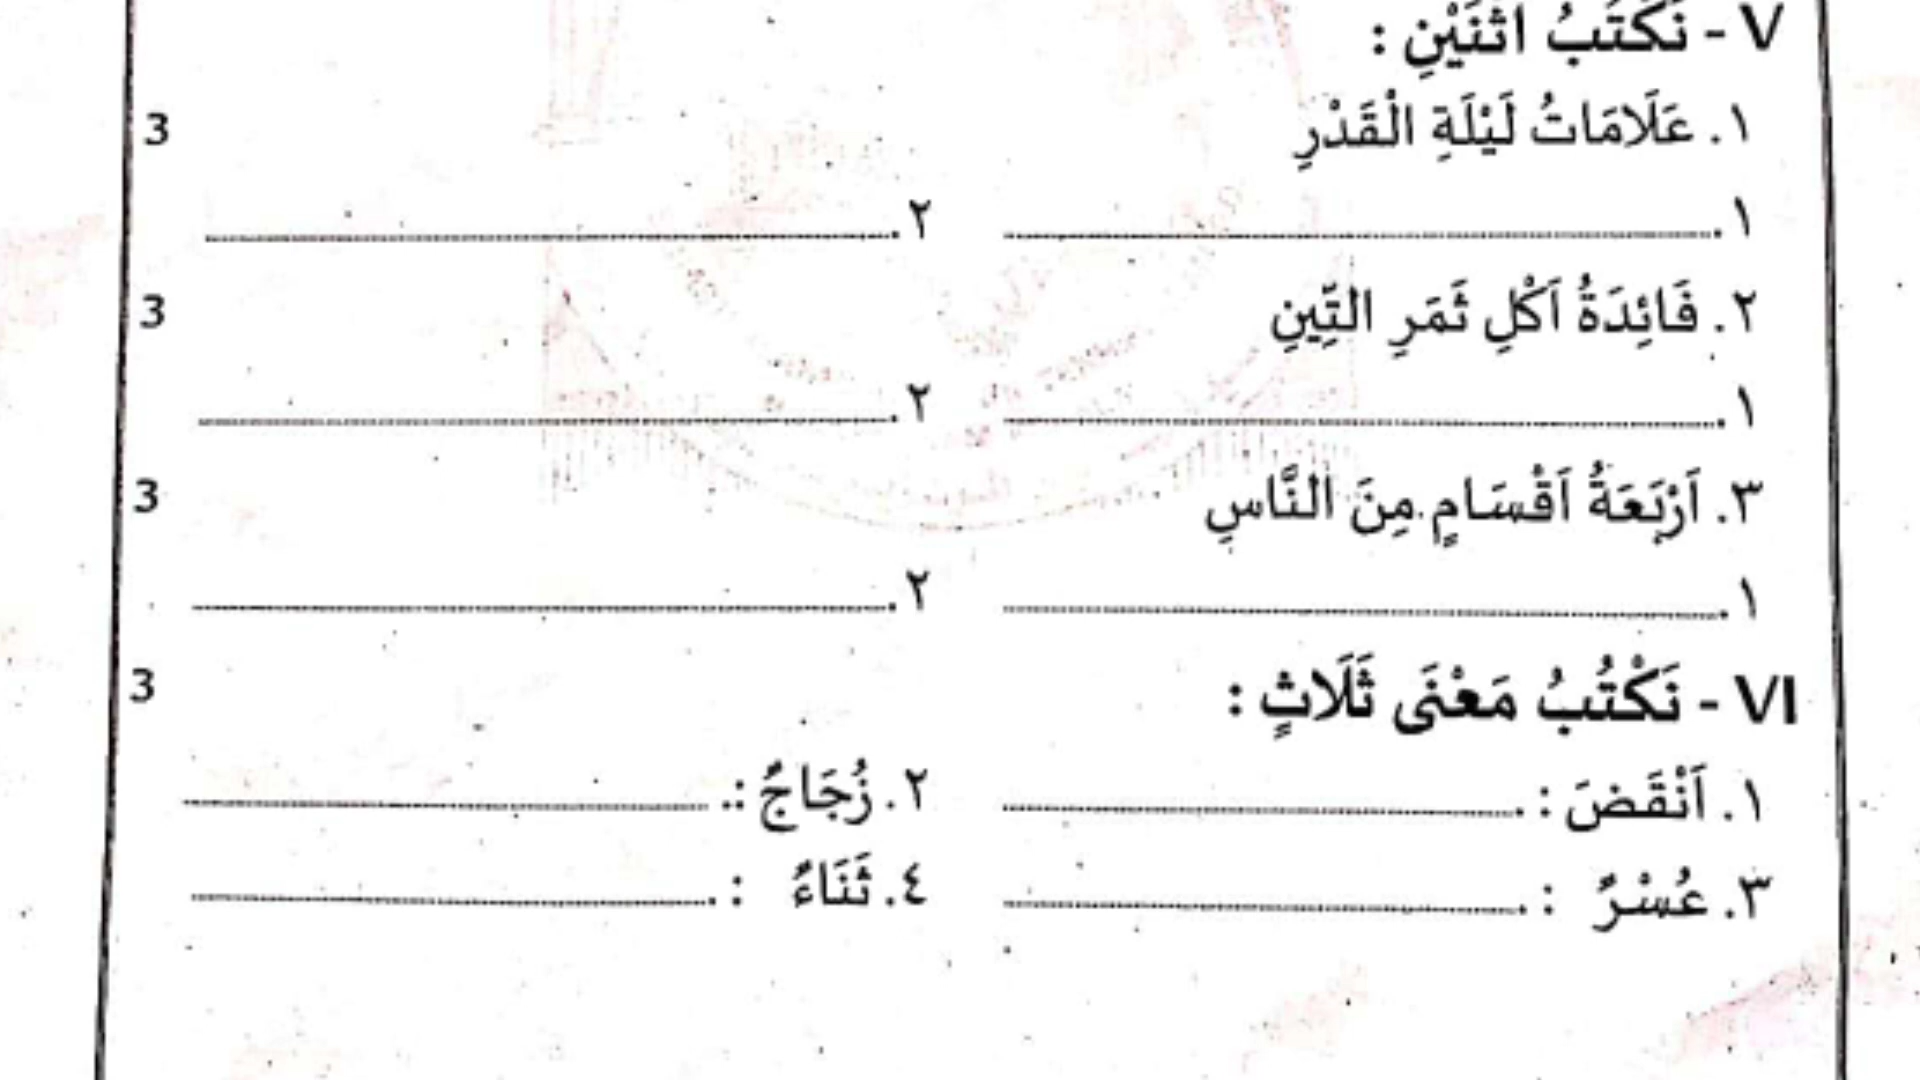 V - نَكْتُبُ اثْنَيْنِ :
١. عَلَامَاتُ لَيْلَةِ الْقَدْرِ
3
١. ٢.
٢. فَائِدَةُ اَكْلِ ثَمَرِ التِّينِ
3
١. ٢.
٣. اَرْبَعَةُ اَقْسَامٍ مِنَ النَّاسِ
3
١. ٢.
VI - نَكْتُبُ مَعْنَى ثَلَاثٍ :
3
١. اَنْقَضَ : ٢. زُجَاجٌ :
٣. عُسْرٌ : ٤. ثَنَاءٌ :